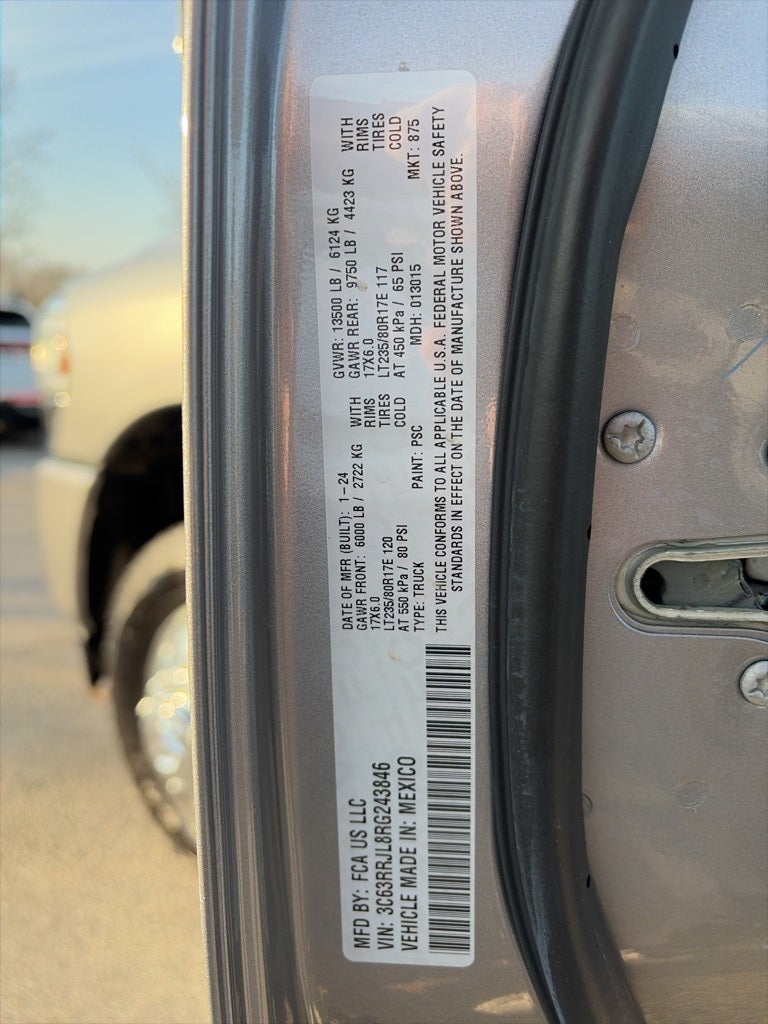 MFD BY: FCA US LLC
VIN: 3C63RRJL8RG243846
VEHICLE MADE IN: MEXICO
DATE OF MFR (BUILT): 1-24
GAWR FRONT: 6000 LB / 2722 KG WITH
17X6.0 RIMS
LT235/80R17E 120 TIRES
AT 550 kPa / 80 PSI COLD
GVWR: 13500 LB / 6124 KG
GAWR REAR: 9750 LB / 4423 KG WITH
17X6.0 RIMS
LT235/80R17E 117 TIRES
AT 450 kPa / 65 PSI COLD
TYPE: TRUCK PAINT: PSC MDH: 013015 MKT: 875
THIS VEHICLE CONFORMS TO ALL APPLICABLE U.S.A. FEDERAL MOTOR VEHICLE SAFETY
STANDARDS IN EFFECT ON THE DATE OF MANUFACTURE SHOWN ABOVE.